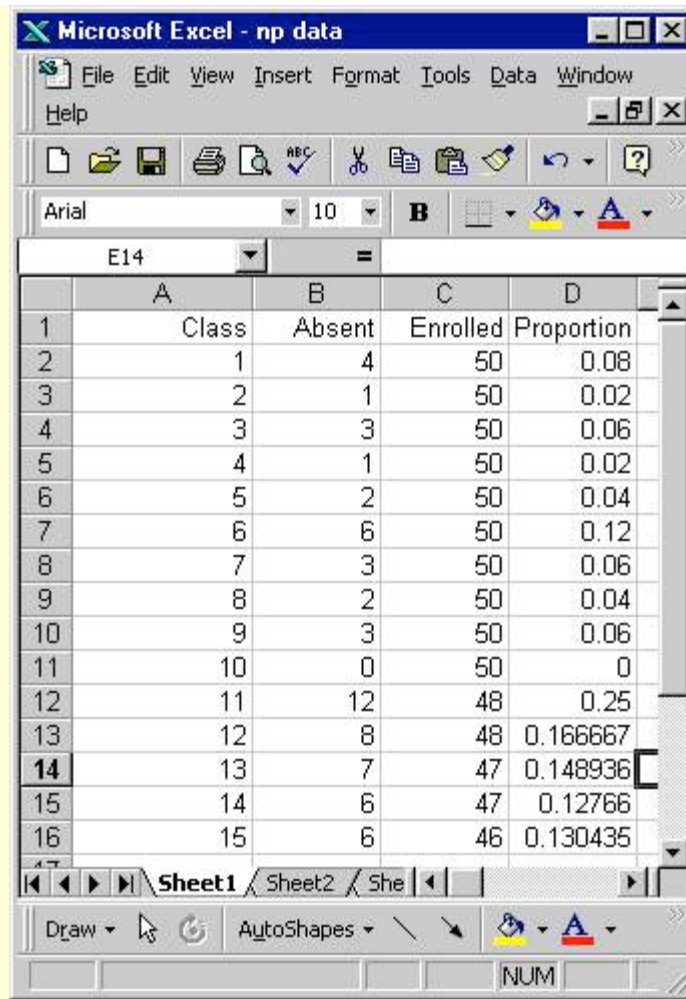 Microsoft Excel - np data
File Edit View Insert Format Tools Data Window
Help
ABC
Arial 10 B A
E14 =
A B C D
1 Class Absent Enrolled Proportion
2 1 4 50 0.08
3 2 1 50 0.02
4 3 3 50 0.06
5 4 1 50 0.02
6 5 2 50 0.04
7 6 6 50 0.12
8 7 3 50 0.06
9 8 2 50 0.04
10 9 3 50 0.06
11 10 0 50 0
12 11 12 48 0.25
13 12 8 48 0.166667
14 13 7 47 0.148936
15 14 6 47 0.12766
16 15 6 46 0.130435
Sheet1 Sheet2 She
Draw AutoShapes A
NUM